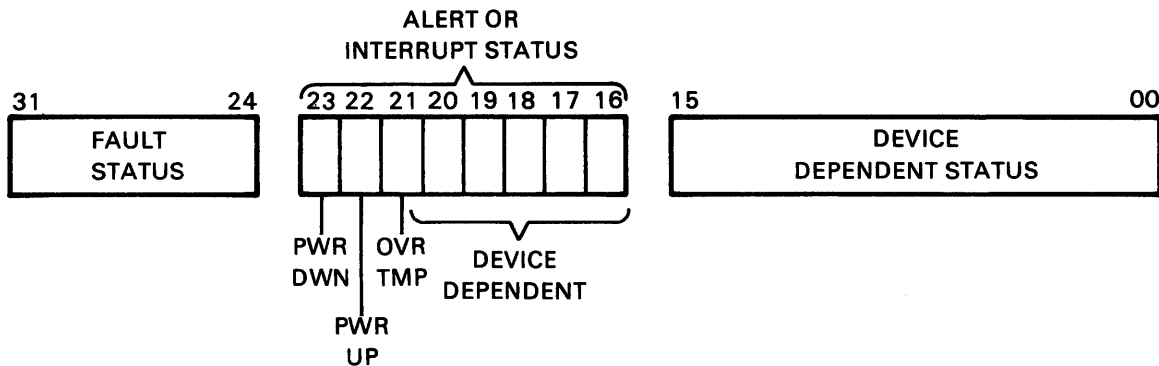 ALERT OR
INTERRUPT STATUS
31 24 23 22 21 20 19 18 17 16 15 00
FAULT
STATUS
DEVICE
DEPENDENT STATUS
PWR
DWN
OVR
TMP
DEVICE
DEPENDENT
PWR
UP